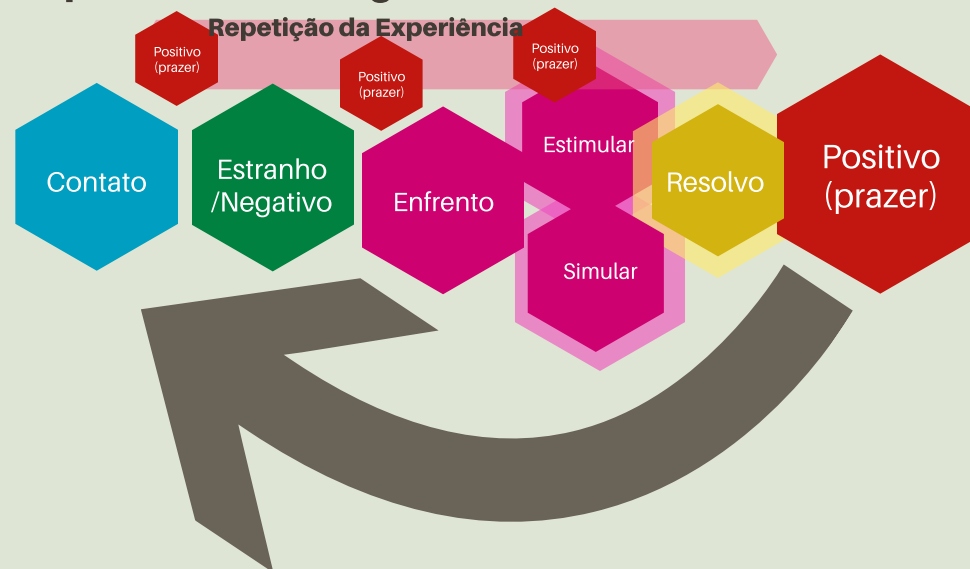 Repetição da Experiência
Positivo
(prazer)
Positivo
(prazer)
Positivo
(prazer)
Contato
Estranho
/Negativo
Enfrento
Estimular
Simular
Resolvo
Positivo
(prazer)